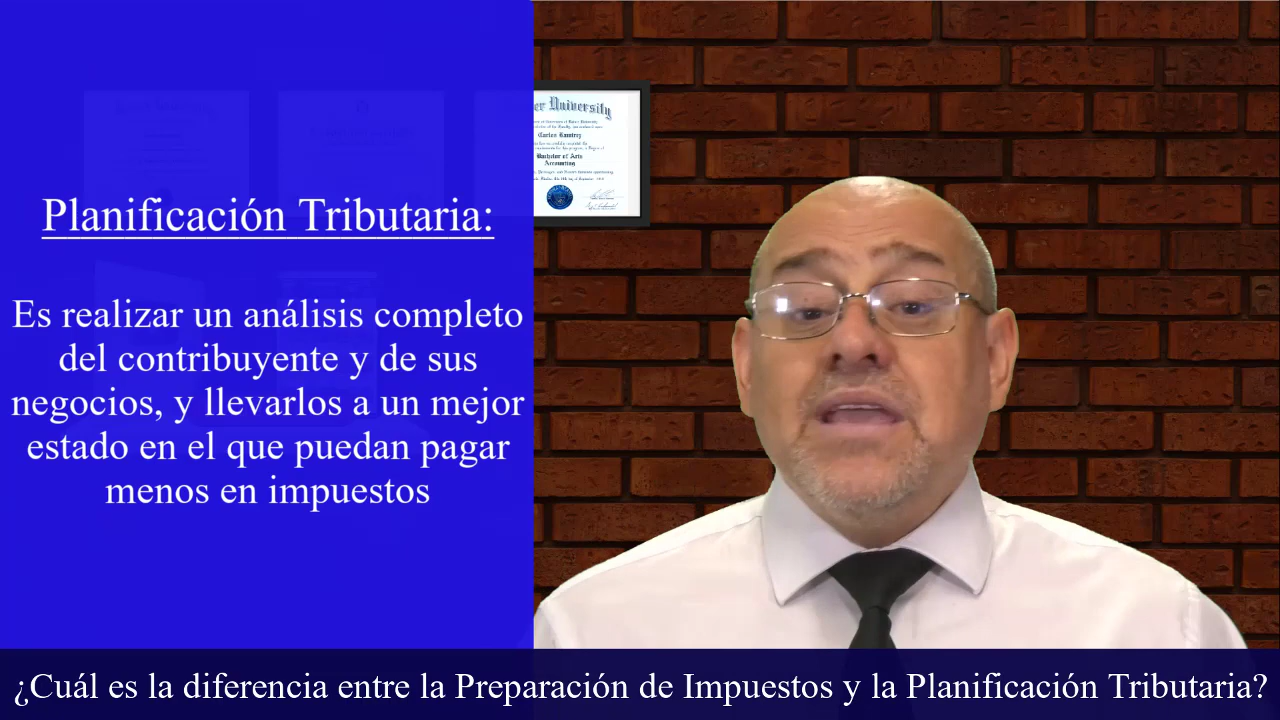 Planificación Tributaria:
Es realizar un análisis completo
del contribuyente y de sus
negocios, y llevarlos a un mejor
estado en el que puedan pagar
menos en impuestos
University
Carlos Ramirez
Bachelor of Arts
Accounting
¿Cuál es la diferencia entre la Preparación de Impuestos y la Planificación Tributaria?